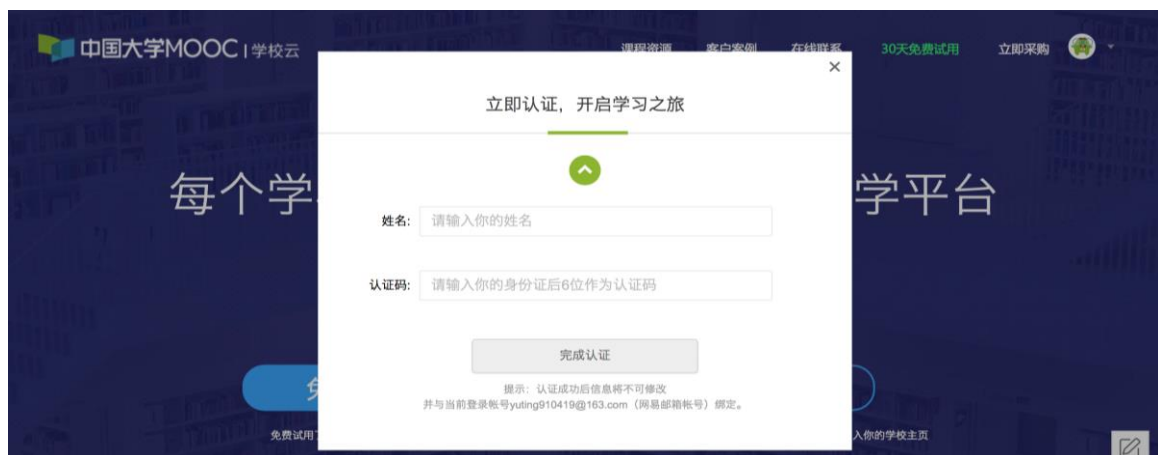 中国大学MOOC | 学校云
课程资源 客户案例 在线联系 30天免费试用 立即采购
立即认证，开启学习之旅
每个学
学平台
姓名: 请输入你的姓名
认证码: 请输入你的身份证后6位作为认证码
完成认证
提示：认证成功后信息将不可修改
并与当前登录帐号yuting910419@163.com（网易邮箱帐号）绑定。
免费试用
入你的学校主页